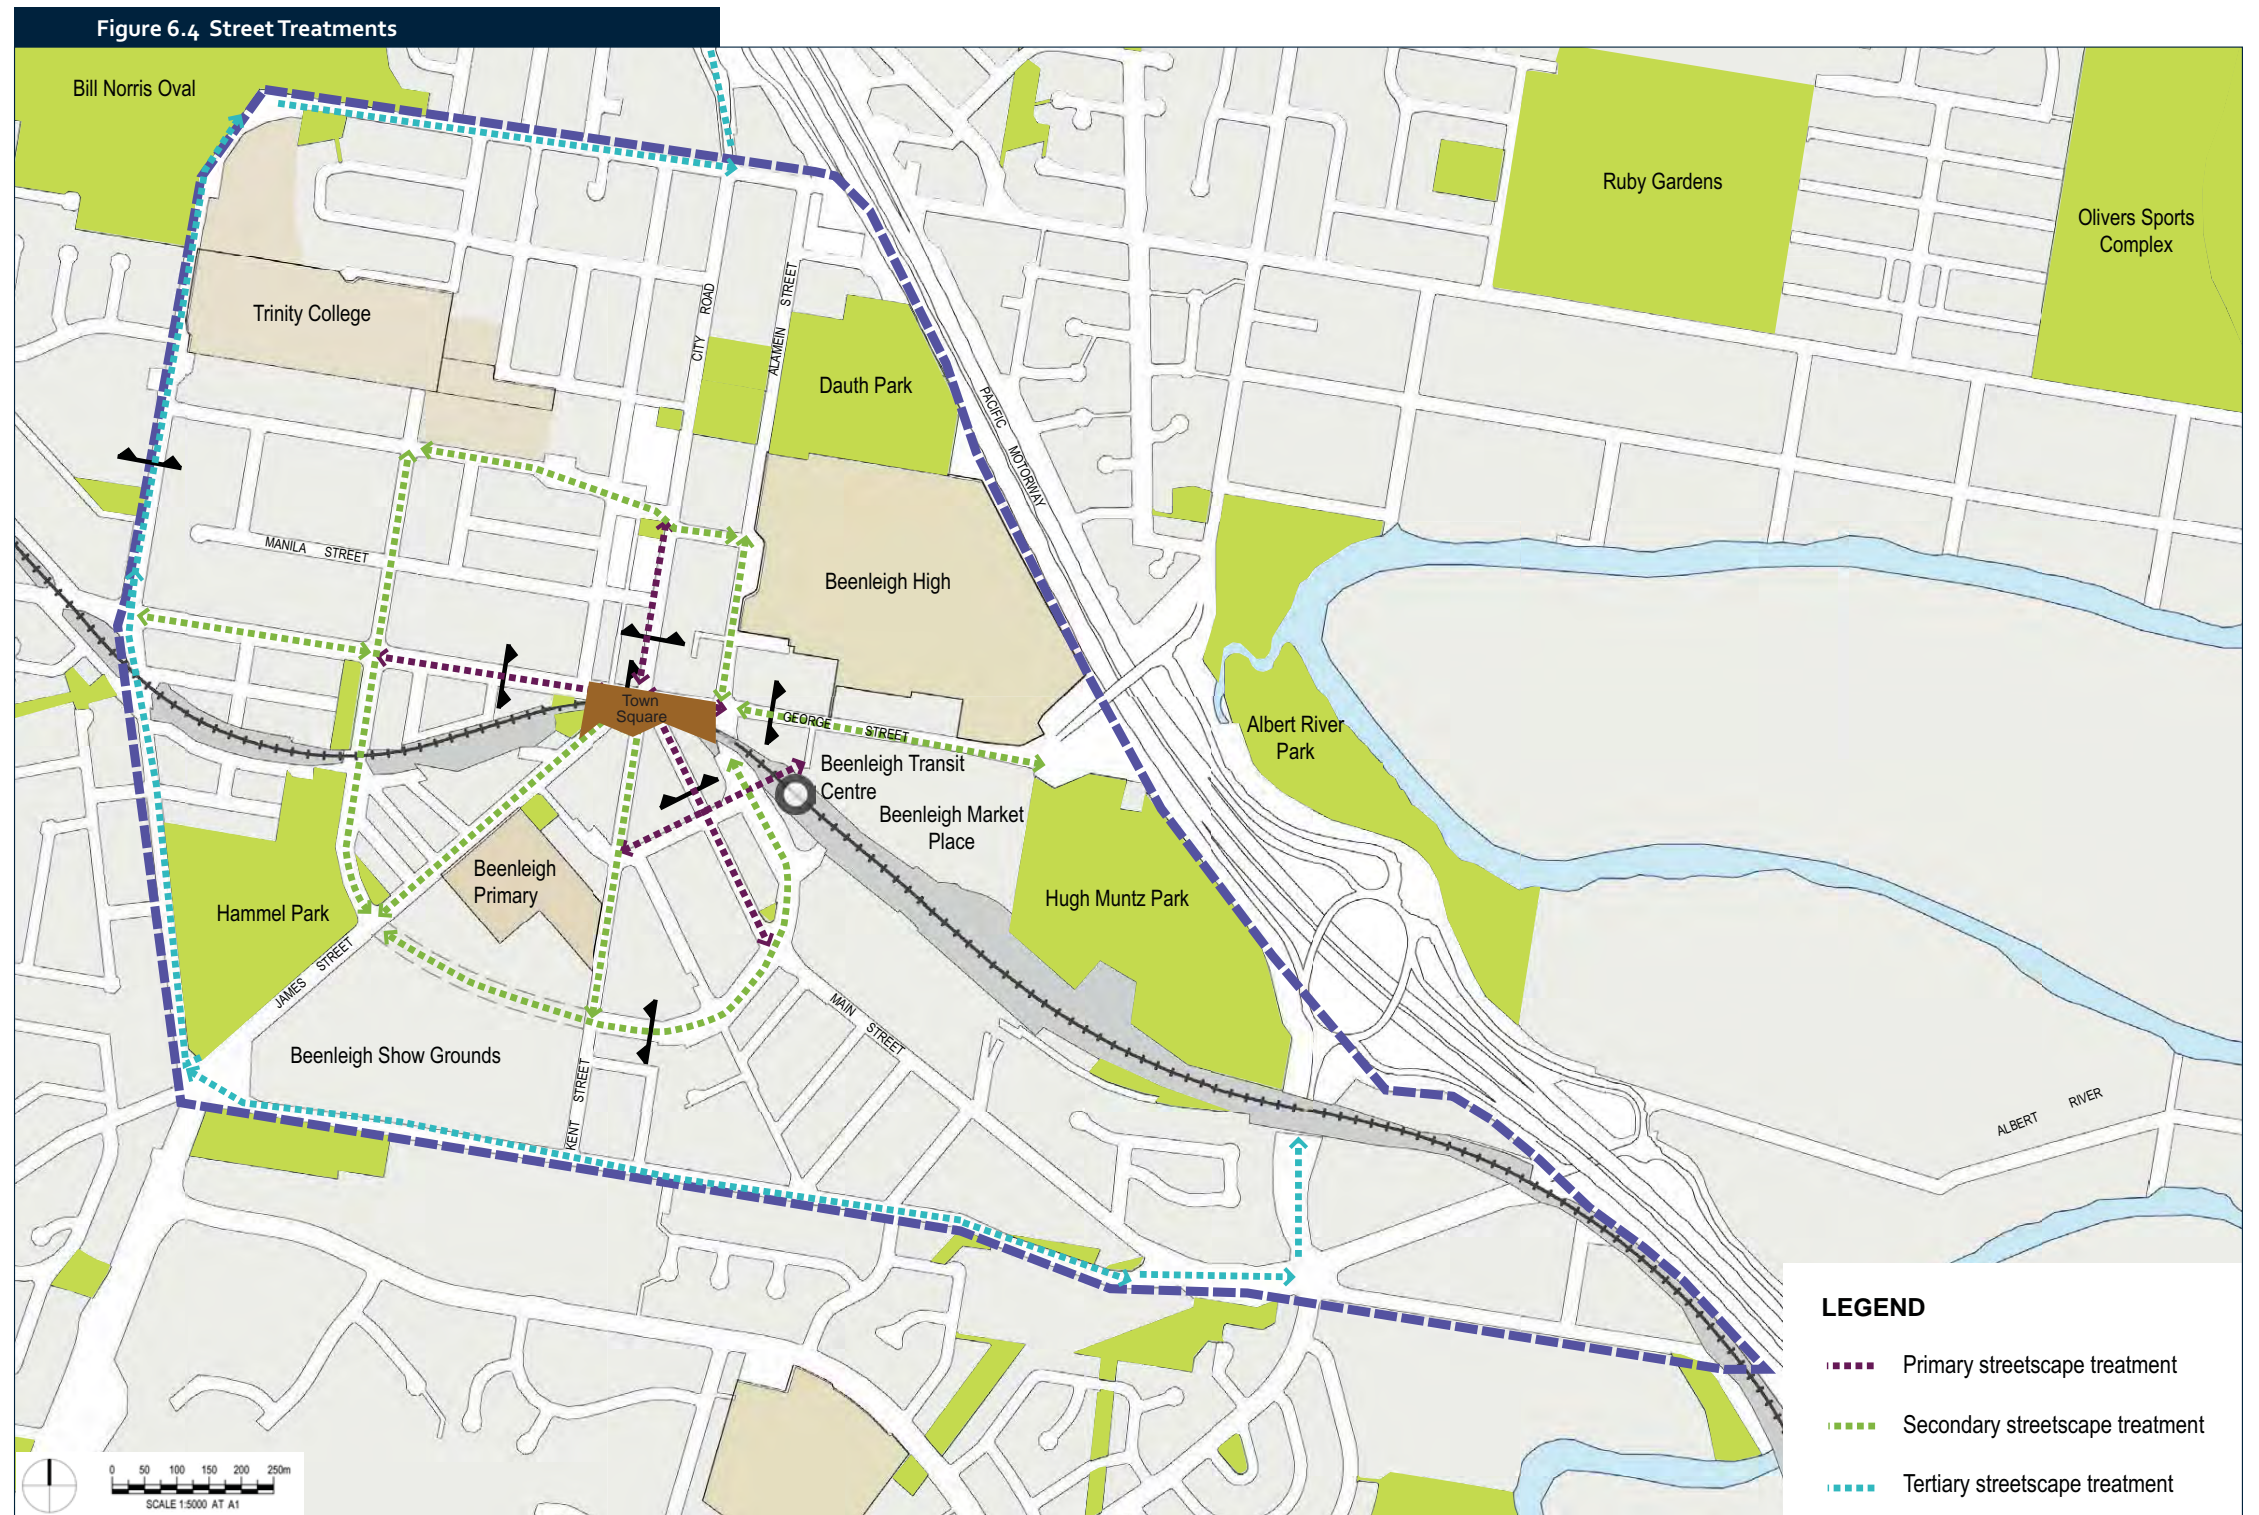 Figure 6.4 Street Treatments
Bill Norris Oval
Ruby Gardens
Olivers Sports
Complex
Trinity College
CITY ROAD
ALAMEIN STREET
Dauth Park
PACIFIC MOTORWAY
MANILA STREET
Beenleigh High
Town
Square
GEORGE STREET
Albert River
Park
Beenleigh Transit
Centre
Beenleigh Market
Place
Beenleigh
Primary
Hugh Muntz Park
Hammel Park
JAMES STREET
MAIN STREET
Beenleigh Show Grounds
KENT STREET
ALBERT RIVER
LEGEND
Primary streetscape treatment
Secondary streetscape treatment
Tertiary streetscape treatment
0 50 100 150 200 250m
SCALE 1:5000 AT A1